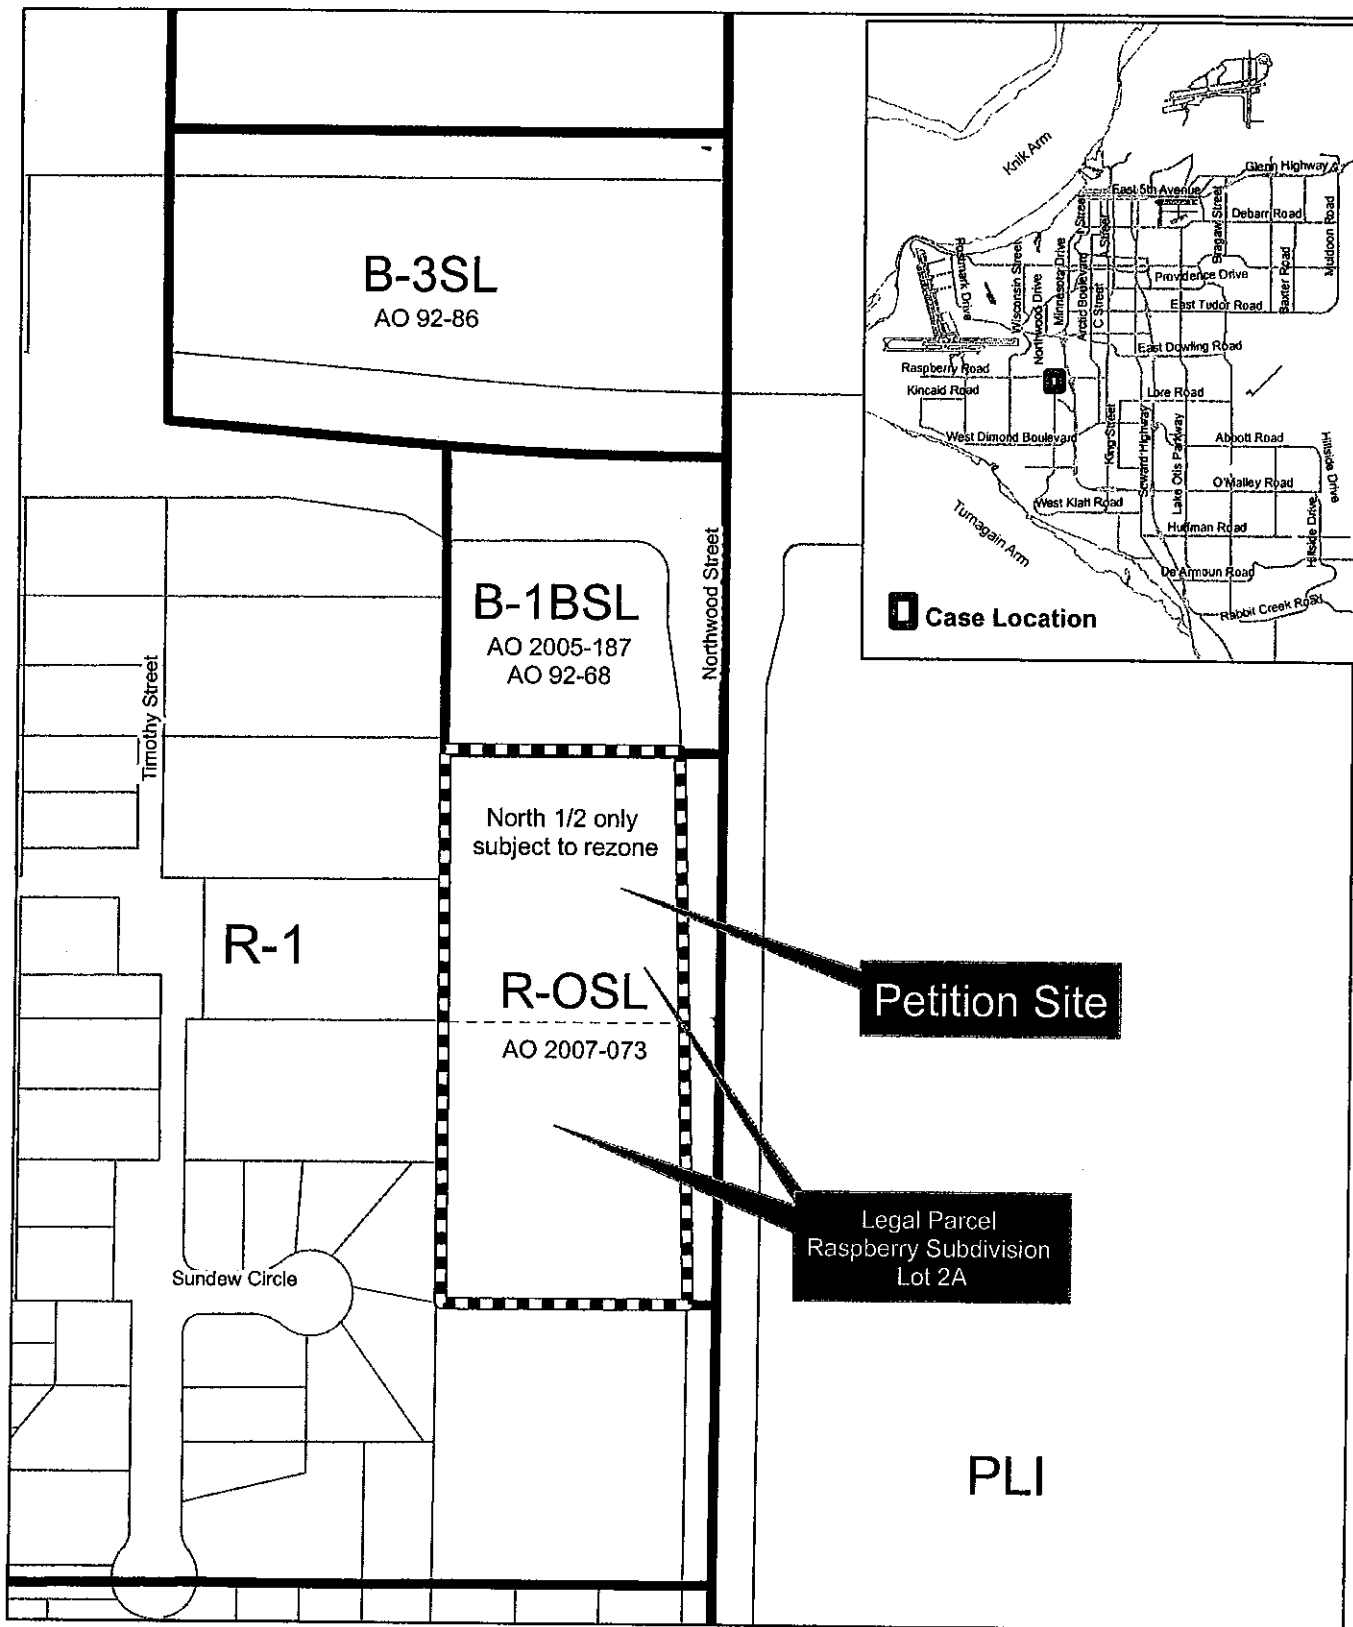 B-3SL
AO 92-86
B-1BSL
AO 2005-187
AO 92-68
Northwood Street
Timothy Street
North 1/2 only
subject to rezone
R-1
R-OSL
AO 2007-073
Petition Site
Legal Parcel
Raspberry Subdivision
Lot 2A
Sundew Circle
PLI
Knik Arm
Glenn Highway
East 5th Avenue
Debarr Road
Bragaw Street
Muldoon Road
Baxter Road
Providence Drive
East Tudor Road
Wisconsin Street
Northwood Drive
Minnesota Drive
Arctic Boulevard
C Street
East Dowling Road
Raspberry Road
Kincaid Road
Lore Road
West Dimond Boulevard
King Street
Seward Highway
Lake Otis Parkway
Abbott Road
Hillside Drive
O'Malley Road
West Klatt Road
Huffman Road
Hillside Drive
De'Armoun Road
Rabbit Creek Road
Turnagain Arm
Case Location